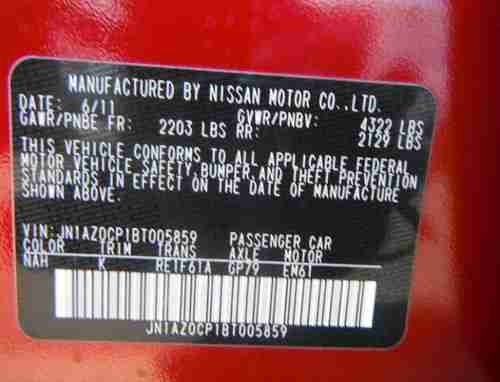 MANUFACTURED BY NISSAN MOTOR CO.,LTD.
DATE: 6/11 GVWR/PNBV: 4322 LBS
GAWR/PNBE FR: 2203 LBS RR: 2129 LBS
THIS VEHICLE CONFORMS TO ALL APPLICABLE FEDERAL
MOTOR VEHICLE SAFETY, BUMPER, AND THEFT PREVENTION
STANDARDS IN EFFECT ON THE DATE OF MANUFACTURE
SHOWN ABOVE.
VIN: JN1AZ0CP1BT005859 PASSENGER CAR
COLOR TRIM TRANS AXLE MOTOR
NAH K RE1F61A GP79 EM61
JN1AZ0CP1BT005859